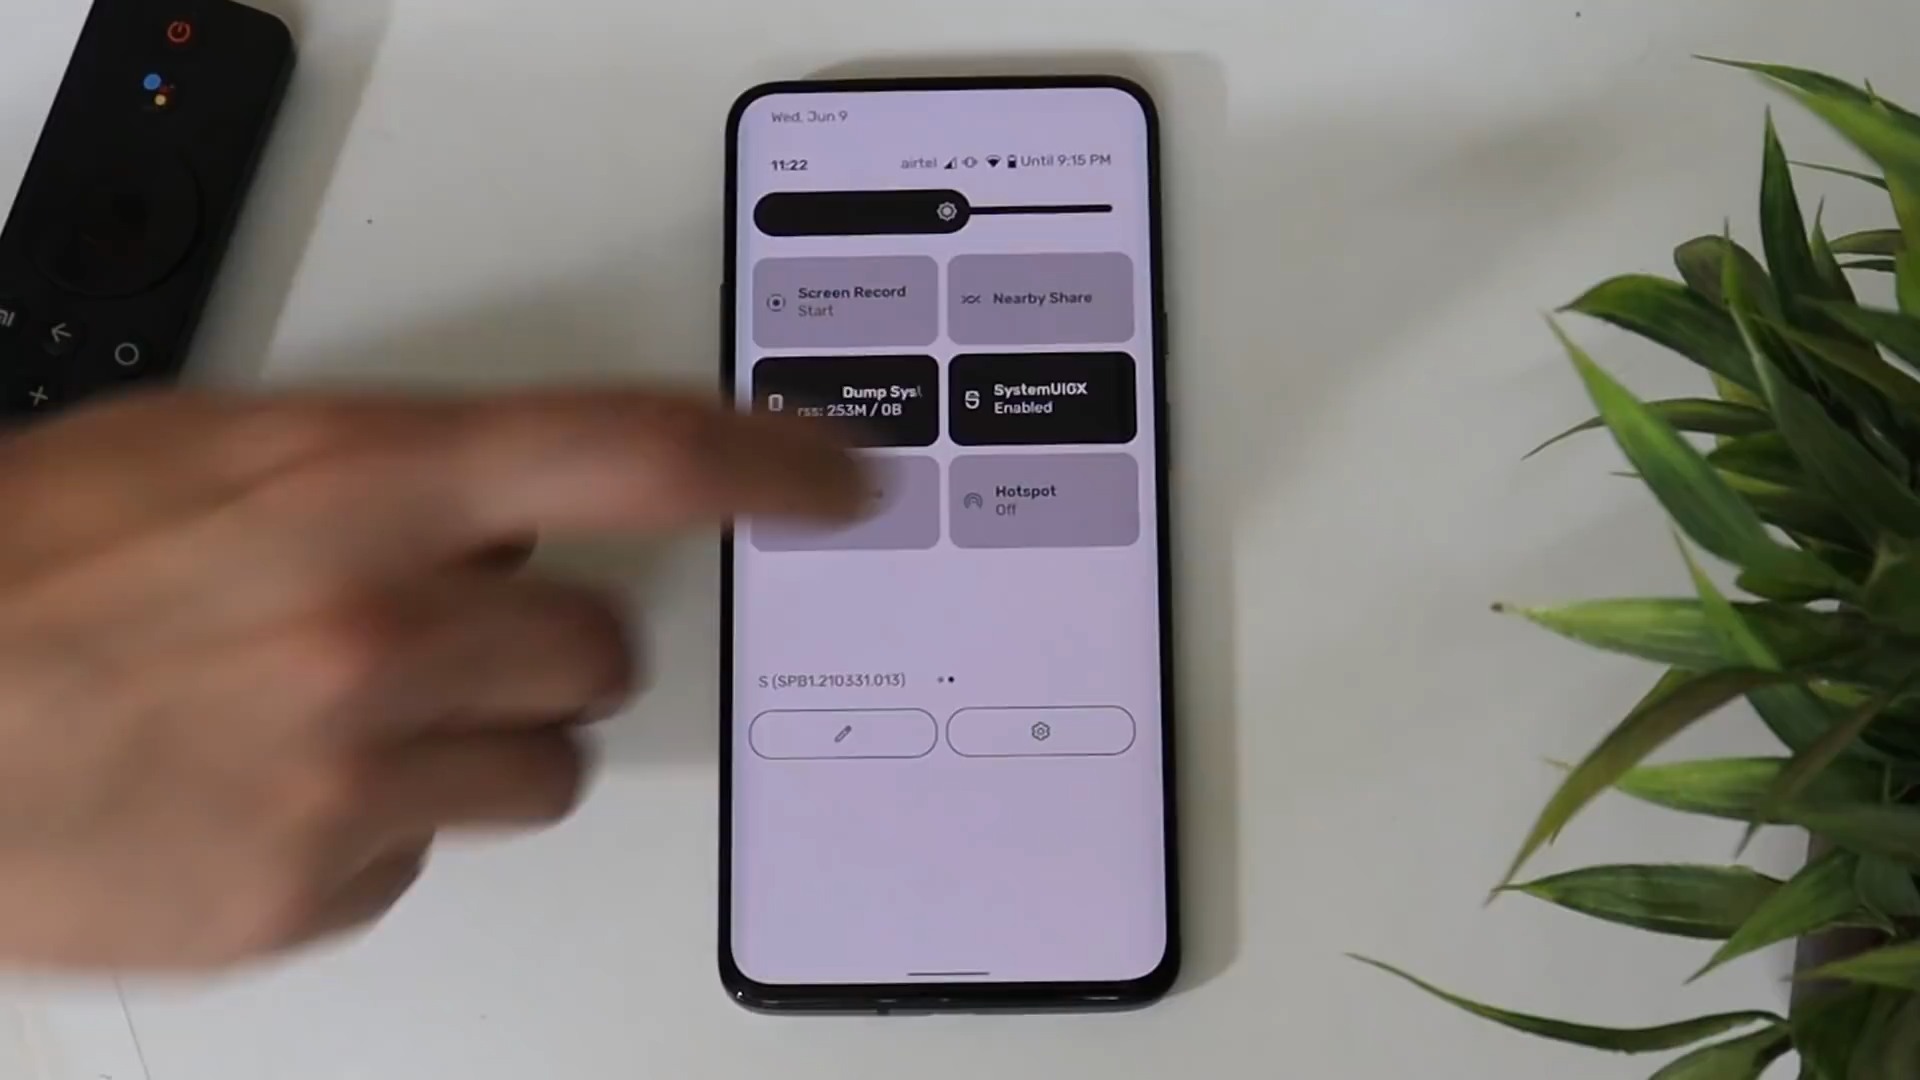 Wed, Jun 9
11:22
airtel
Until 9:15 PM
Screen Record
Start
Nearby Share
Dump Sys
rss: 253M / 0B
SystemUIGX
Enabled
Hotspot
Off
S (SPB1.210331.013)